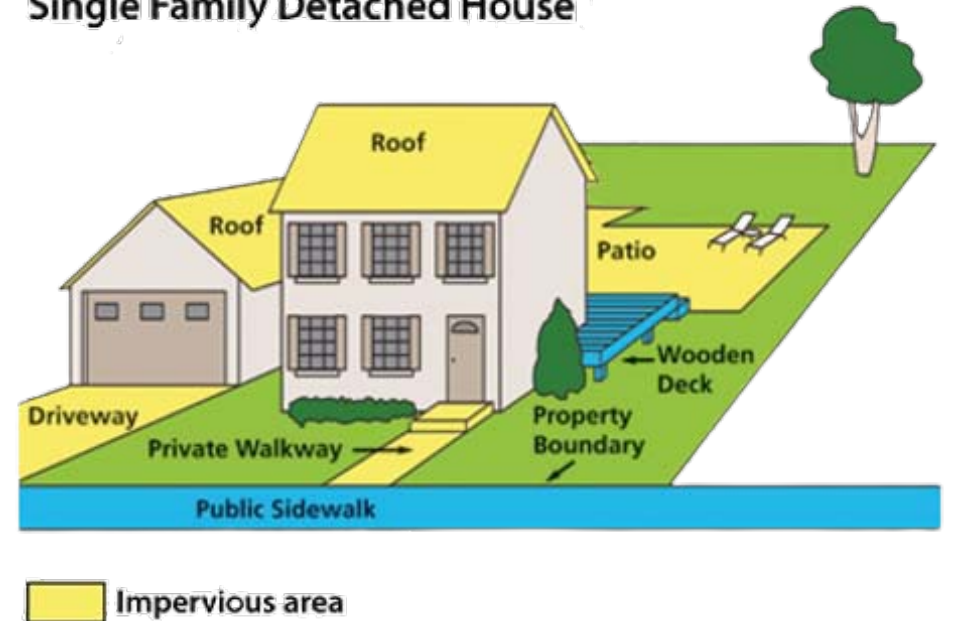 Single Family Detached House
Roof
Roof
Patio
Wooden
Deck
Driveway
Property
Boundary
Private Walkway
Public Sidewalk
Impervious area